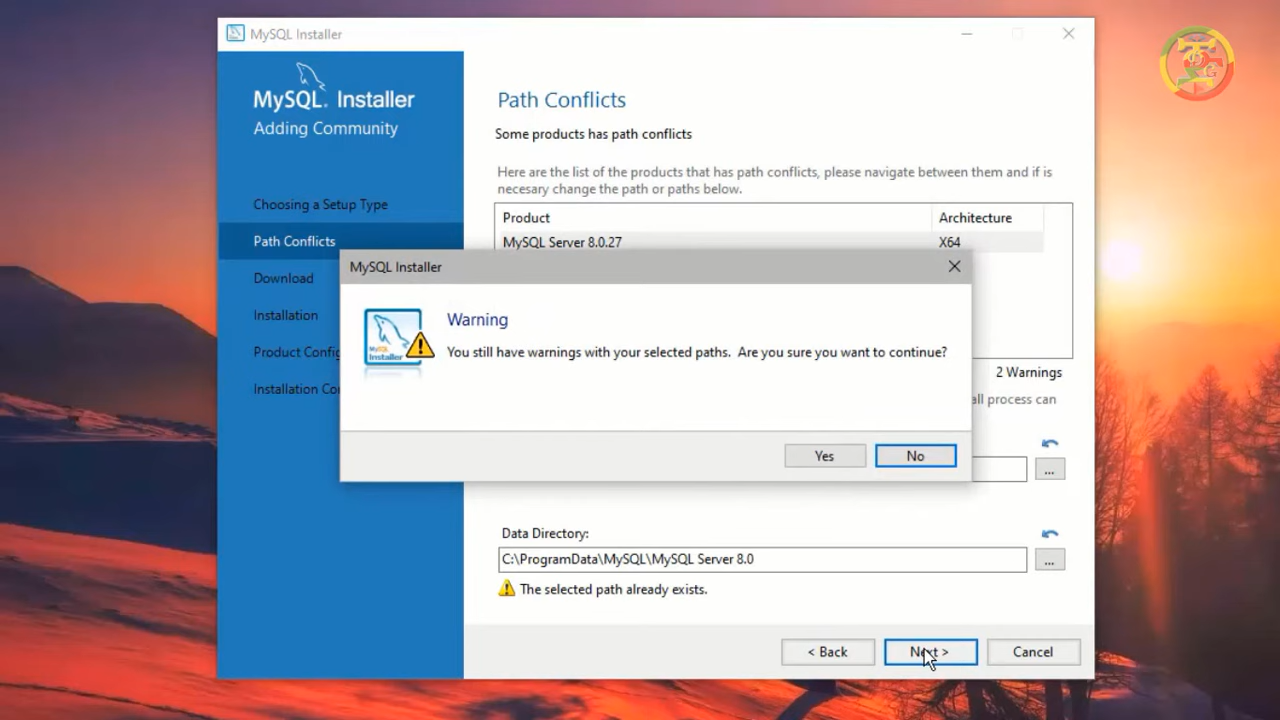 MySQL Installer
MySQL. Installer
Adding Community
Choosing a Setup Type
Path Conflicts
Download
Installation
Product Config
Installation Co
Path Conflicts
Some products has path conflicts
Here are the list of the products that has path conflicts, please navigate between them and if is
necesary change the path or paths below.
Product Architecture
MySQL Server 8.0.27 X64
MySQL Installer
Warning
You still have warnings with your selected paths. Are you sure you want to continue?
Yes No
2 Warnings
all process can
...
Data Directory:
C:\ProgramData\MySQL\MySQL Server 8.0
...
The selected path already exists.
< Back Next > Cancel